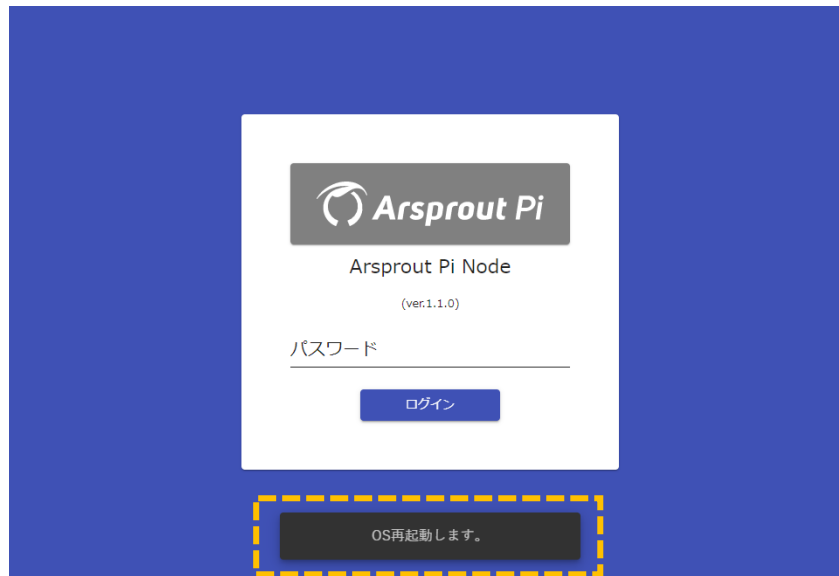 Arsprout Pi
Arsprout Pi Node
(ver.1.1.0)
パスワード
ログイン
OS再起動します。